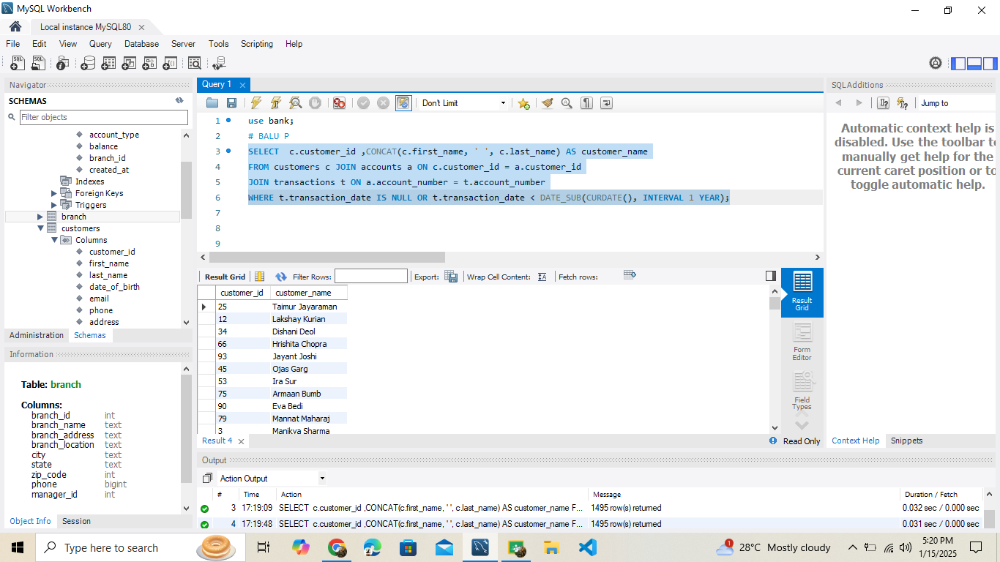 MySQL Workbench
Local instance MySQL80
File Edit View Query Database Server Tools Scripting Help
Navigator
SCHEMAS
Filter objects
account_type
balance
branch_id
created_at
Indexes
Foreign Keys
Triggers
branch
customers
Columns
customer_id
first_name
last_name
date_of_birth
email
phone
address
Administration Schemas
Information
Table: branch
Columns:
branch_id int
branch_name text
branch_address text
branch_location text
city text
state text
zip_code int
phone bigint
manager_id int
Object Info Session
Query 1
Don't Limit
1 use bank;
2 # BALU P
3 SELECT  c.customer_id ,CONCAT(c.first_name, ' ', c.last_name) AS customer_name
4 FROM customers c JOIN accounts a ON c.customer_id = a.customer_id
5 JOIN transactions t ON a.account_number = t.account_number
6 WHERE t.transaction_date IS NULL OR t.transaction_date < DATE_SUB(CURDATE(), INTERVAL 1 YEAR);
7
8
9
Result Grid Filter Rows: Export: Wrap Cell Content: Fetch rows:
customer_id customer_name
25 Taimur Jayaraman
12 Lakshay Kurian
34 Dishani Deol
66 Hrishita Chopra
93 Jayant Joshi
45 Ojas Garg
53 Ira Sur
75 Armaan Bumb
90 Eva Bedi
79 Mannat Maharaj
3 Manikya Sharma
Result
Grid
Form
Editor
Field
Types
Result 4
Read Only
SQLAdditions
Jump to
Automatic context help is
disabled. Use the toolbar to
manually get help for the
current caret position or to
toggle automatic help.
Context Help Snippets
Output
Action Output
# Time Action Message Duration / Fetch
3 17:19:09 SELECT  c.customer_id ,CONCAT(c.first_name, ' ', c.last_name) AS customer_name F... 1495 row(s) returned 0.032 sec / 0.000 sec
4 17:19:48 SELECT  c.customer_id ,CONCAT(c.first_name, ' ', c.last_name) AS customer_name F... 1495 row(s) returned 0.031 sec / 0.000 sec
Type here to search
1
28°C Mostly cloudy
5:20 PM
1/15/2025